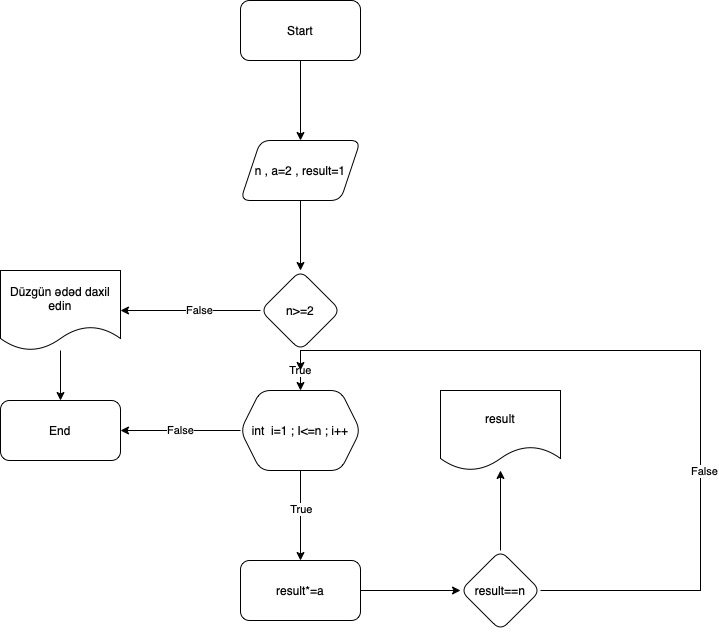 Start
n , a=2 , result=1
n>=2
False
Düzgün ədəd daxil
edin
True
End
False
int  i=1 ; I<=n ; i++
result
False
True
result*=a
result==n